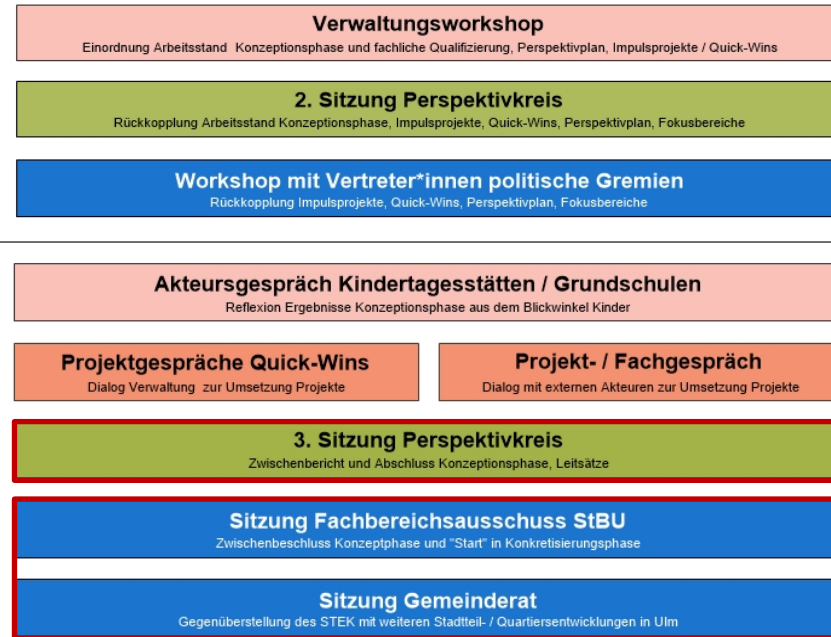 Verwaltungsworkshop
Einordnung Arbeitsstand Konzeptionsphase und fachliche Qualifizierung, Perspektivplan, Impulsprojekte / Quick-Wins
2. Sitzung Perspektivkreis
Rückkopplung Arbeitsstand Konzeptionsphase, Impulsprojekte, Quick-Wins, Perspektivplan, Fokusbereiche
Workshop mit Vertreter*innen politische Gremien
Rückkopplung Impulsprojekte, Quick-Wins, Perspektivplan, Fokusbereiche
Akteursgespräch Kindertagesstätten / Grundschulen
Reflexion Ergebnisse Konzeptionsphase aus dem Blickwinkel Kinder
Projektgespräche Quick-Wins
Dialog Verwaltung zur Umsetzung Projekte
Projekt- / Fachgespräch
Dialog mit externen Akteuren zur Umsetzung Projekte
3. Sitzung Perspektivkreis
Zwischenbericht und Abschluss Konzeptionsphase, Leitsätze
Sitzung Fachbereichsausschuss StBU
Zwischenbeschluss Konzeptphase und "Start" in Konkretisierungsphase
Sitzung Gemeinderat
Gegenüberstellung des STEK mit weiteren Stadtteil- / Quartiersentwicklungen in Ulm